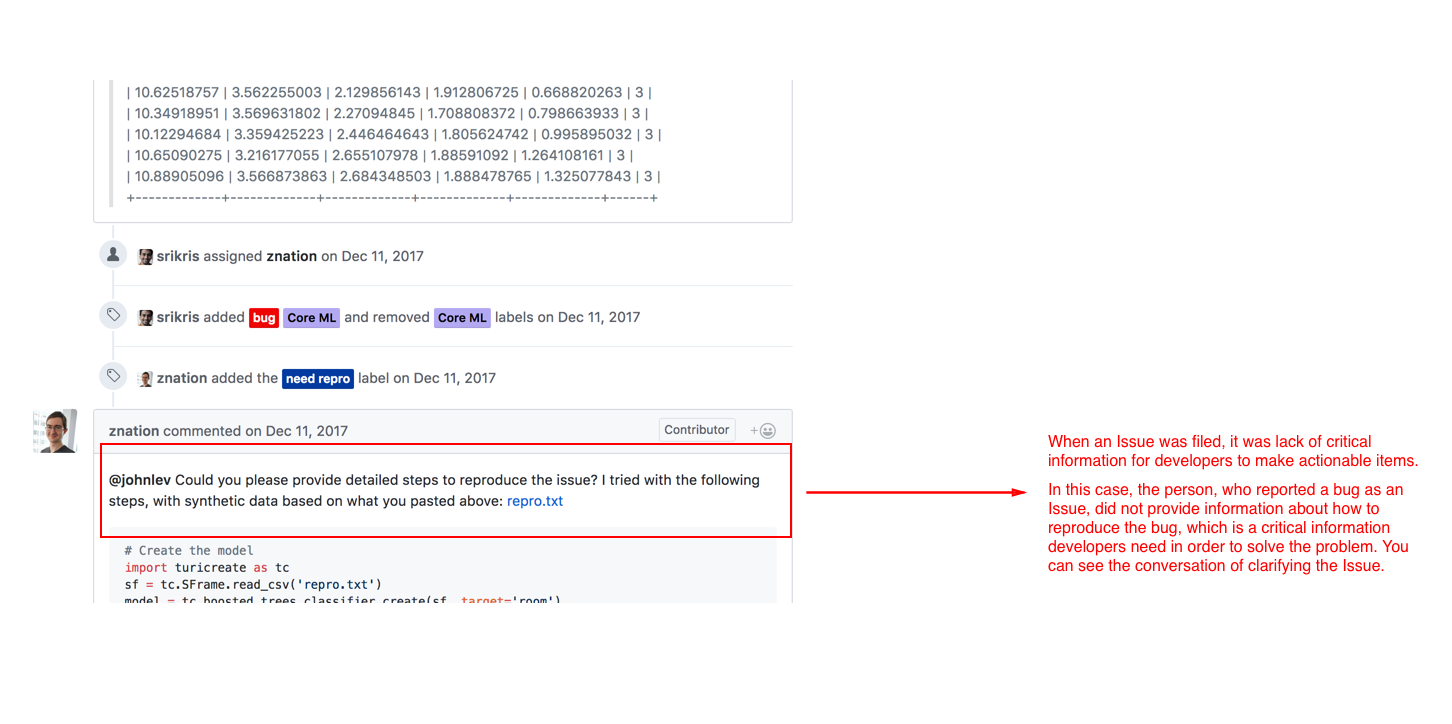 | 10.62518757 | 3.562255003 | 2.129856143 | 1.912806725 | 0.668820263 | 3 |
| 10.34918951 | 3.569631802 | 2.27094845 | 1.708808372 | 0.798663933 | 3 |
| 10.12294684 | 3.359425223 | 2.446464643 | 1.805624742 | 0.995895032 | 3 |
| 10.65090275 | 3.216177055 | 2.655107978 | 1.88591092 | 1.264108161 | 3 |
| 10.88905096 | 3.566873863 | 2.684348503 | 1.888478765 | 1.325077843 | 3 |
+-------------+-------------+-------------+-------------+-------------+------+
srikris assigned znation on Dec 11, 2017
srikris added bug Core ML and removed Core ML labels on Dec 11, 2017
znation added the need repro label on Dec 11, 2017
znation commented on Dec 11, 2017
Contributor
@johnlev Could you please provide detailed steps to reproduce the issue? I tried with the following
steps, with synthetic data based on what you pasted above: repro.txt
# Create the model
import turicreate as tc
sf = tc.SFrame.read_csv('repro.txt')
model = tc.boosted_trees_classifier.create(sf, target='room')
When an Issue was filed, it was lack of critical
information for developers to make actionable items.
In this case, the person, who reported a bug as an
Issue, did not provide information about how to
reproduce the bug, which is a critical information
developers need in order to solve the problem. You
can see the conversation of clarifying the Issue.